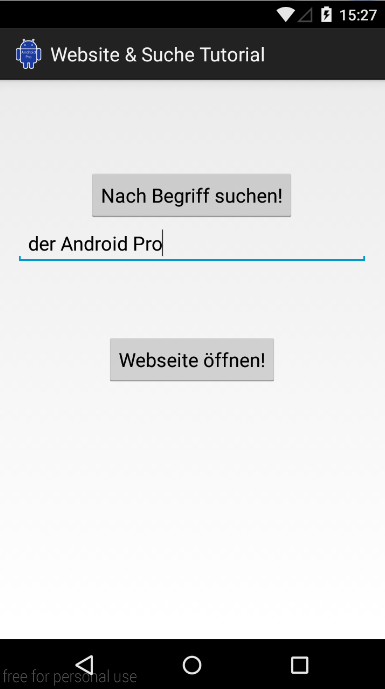 15:27
Website & Suche Tutorial
Nach Begriff suchen!
der Android Pro
Webseite öffnen!
free for personal use